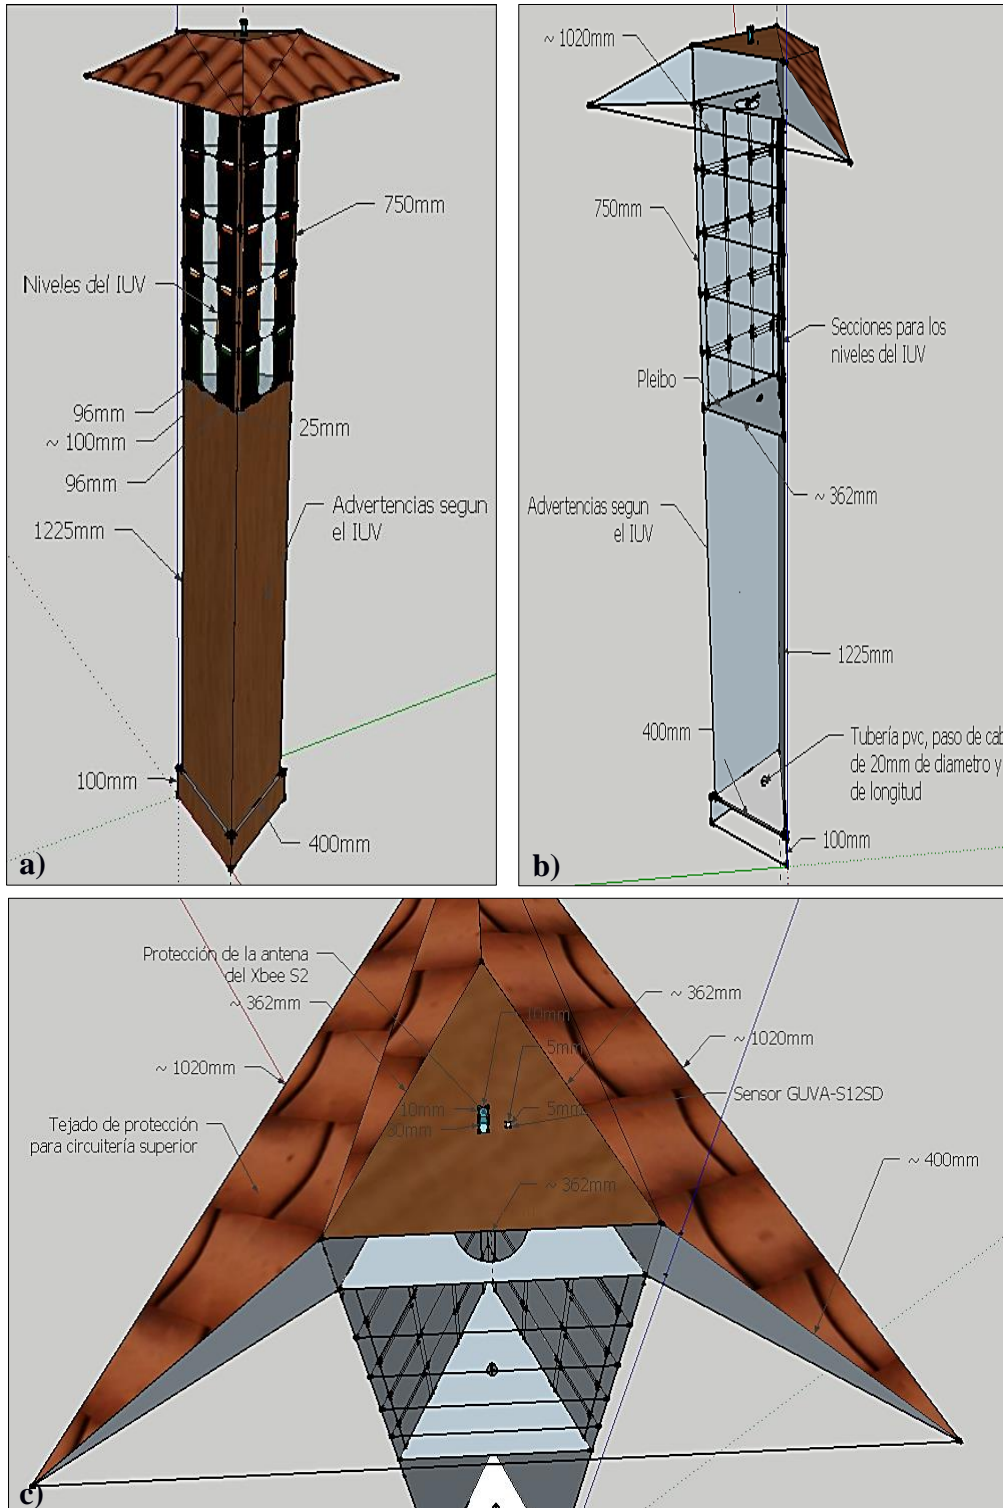 750mm
Niveles del IUV
96mm
~ 100mm
96mm
25mm
Advertencias segun
el IUV
1225mm
100mm
400mm
a)
~ 1020mm
750mm
Secciones para los
niveles del IUV
Pleibo
~ 362mm
Advertencias segun
el IUV
1225mm
400mm
Tubería pvc, paso de cab
de 20mm de diametro y
de longitud
100mm
b)
Protección de la antena
del Xbee S2
~ 362mm
~ 362mm
10mm
~ 1020mm
5mm
~ 1020mm
Sensor GUVA-S12SD
10mm
5mm
30mm
Tejado de protección
para circuitería superior
~ 400mm
~ 362mm
c)